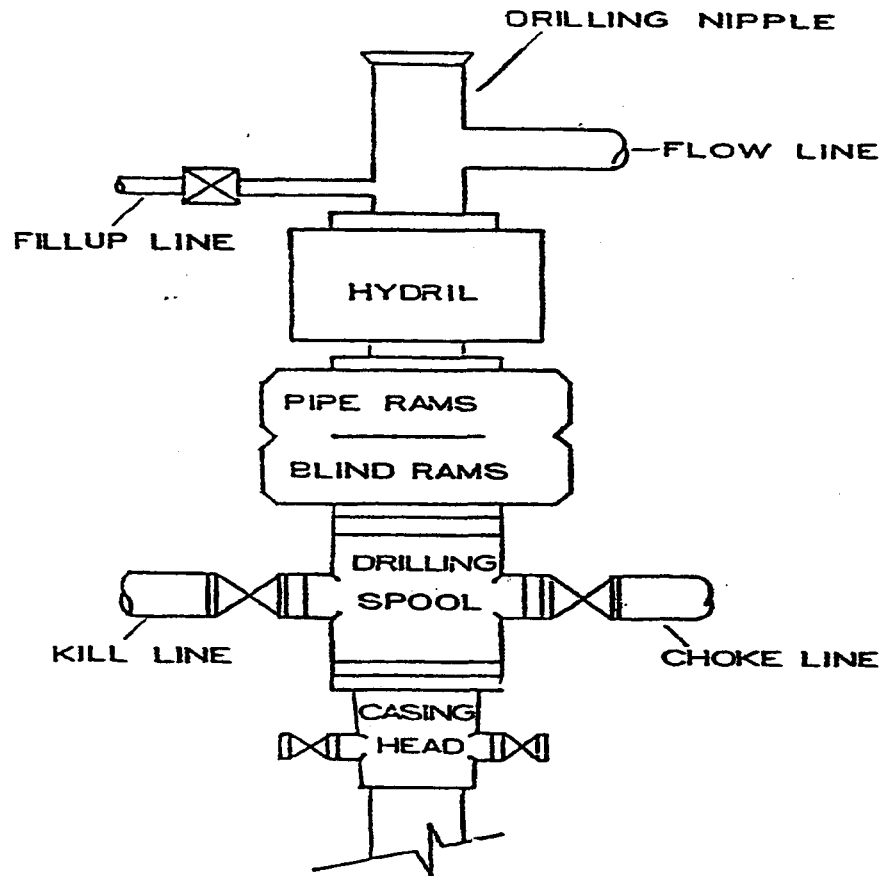 DRILLING NIPPLE
FLOW LINE
FILLUP LINE
HYDRIL
PIPE RAMS
BLIND RAMS
DRILLING
SPOOL
KILL LINE
CHOKE LINE
CASING
HEAD